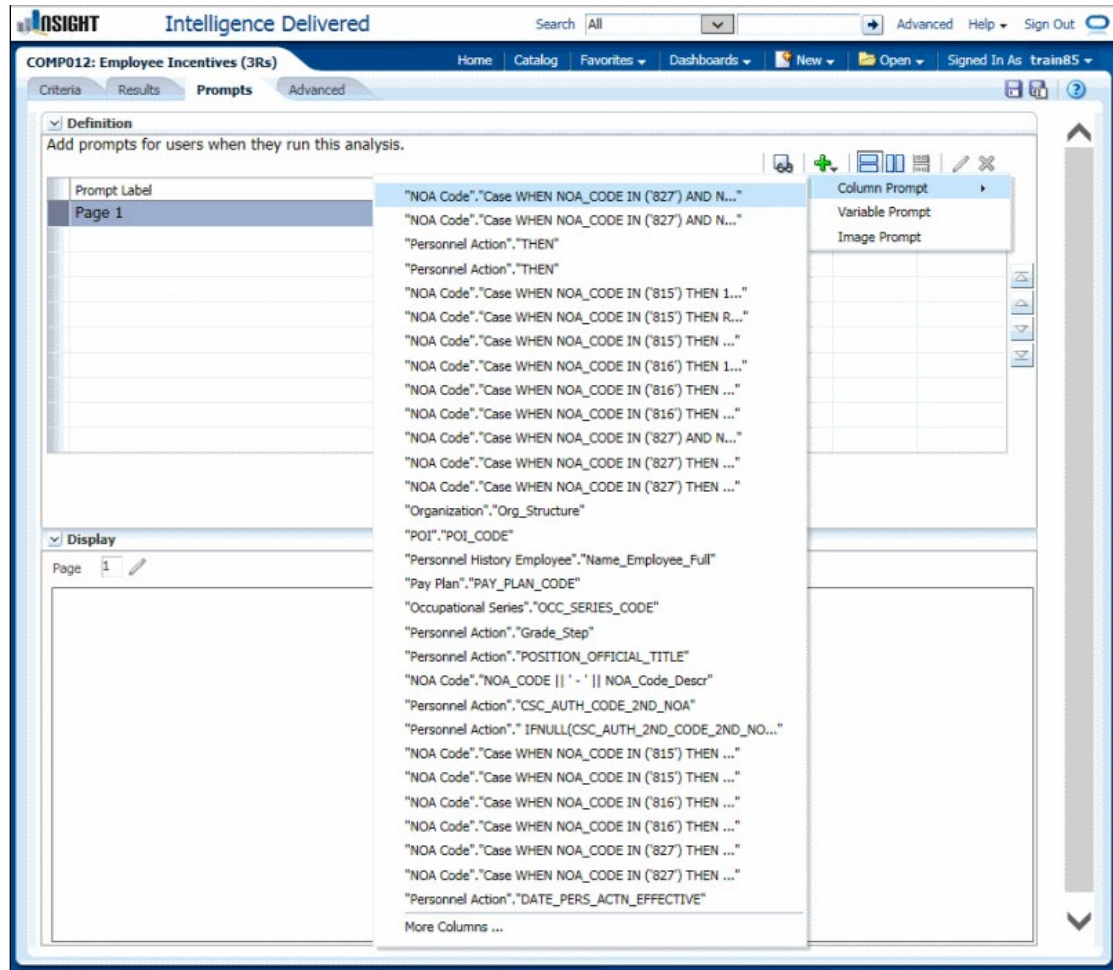 INSIGHT Intelligence Delivered Search All Advanced Help Sign Out
COMP012: Employee Incentives (3Rs) Home Catalog Favorites Dashboards New Open Signed In As train85
Criteria Results Prompts Advanced
Definition
Add prompts for users when they run this analysis.
Prompt Label
Page 1
Column Prompt
Variable Prompt
Image Prompt
"NOA Code"."Case WHEN NOA_CODE IN ('827') AND N..."
"NOA Code"."Case WHEN NOA_CODE IN ('827') AND N..."
"Personnel Action"."THEN"
"Personnel Action"."THEN"
"NOA Code"."Case WHEN NOA_CODE IN ('815') THEN 1..."
"NOA Code"."Case WHEN NOA_CODE IN ('815') THEN R..."
"NOA Code"."Case WHEN NOA_CODE IN ('815') THEN ..."
"NOA Code"."Case WHEN NOA_CODE IN ('816') THEN 1..."
"NOA Code"."Case WHEN NOA_CODE IN ('816') THEN ..."
"NOA Code"."Case WHEN NOA_CODE IN ('816') THEN ..."
"NOA Code"."Case WHEN NOA_CODE IN ('827') AND N..."
"NOA Code"."Case WHEN NOA_CODE IN ('827') THEN ..."
"NOA Code"."Case WHEN NOA_CODE IN ('827') THEN ..."
"Organization"."Org_Structure"
"POI"."POI_CODE"
"Personnel History Employee"."Name_Employee_Full"
"Pay Plan"."PAY_PLAN_CODE"
"Occupational Series"."OCC_SERIES_CODE"
"Personnel Action"."Grade_Step"
"Personnel Action"."POSITION_OFFICIAL_TITLE"
"NOA Code"."NOA_CODE || ' - ' || NOA_Code_Descr"
"Personnel Action"."CSC_AUTH_CODE_2ND_NOA"
"Personnel Action"." IFNULL(CSC_AUTH_2ND_CODE_2ND_NO..."
"NOA Code"."Case WHEN NOA_CODE IN ('815') THEN ..."
"NOA Code"."Case WHEN NOA_CODE IN ('815') THEN ..."
"NOA Code"."Case WHEN NOA_CODE IN ('816') THEN ..."
"NOA Code"."Case WHEN NOA_CODE IN ('816') THEN ..."
"NOA Code"."Case WHEN NOA_CODE IN ('827') THEN ..."
"NOA Code"."Case WHEN NOA_CODE IN ('827') THEN ..."
"Personnel Action"."DATE_PERS_ACTN_EFFECTIVE"
More Columns ...
Display
Page 1